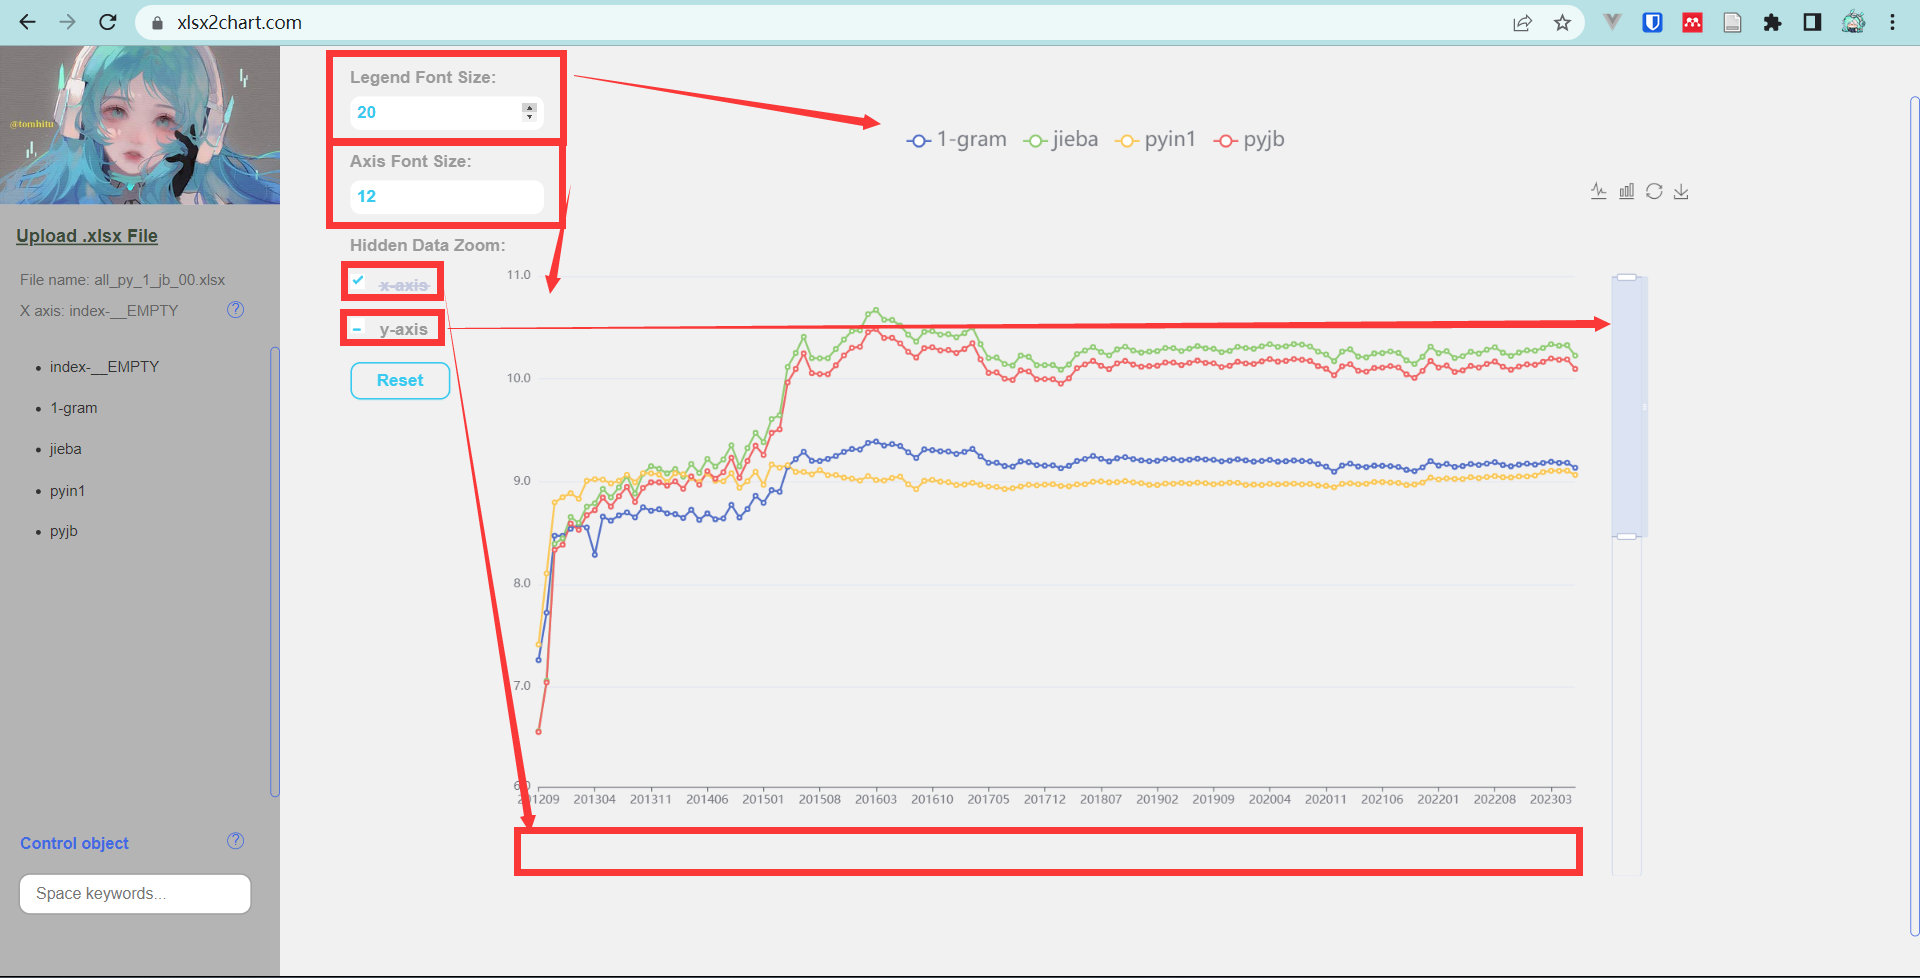 xlsx2chart.com
@tomhitu
Upload .xlsx File
File name: all_py_1_jb_00.xlsx
X axis: index-__EMPTY
?
index-__EMPTY
1-gram
jieba
pyin1
pyjb
Control object
?
Space keywords...
Legend Font Size:
20
Axis Font Size:
12
Hidden Data Zoom:
x-axis
y-axis
Reset
1-gram jieba pyin1 pyjb
11.0
10.0
9.0
8.0
7.0
6.0
201209 201304 201311 201406 201501 201508 201603 201610 201705 201712 201807 201902 201909 202004 202011 202106 202201 202208 202303